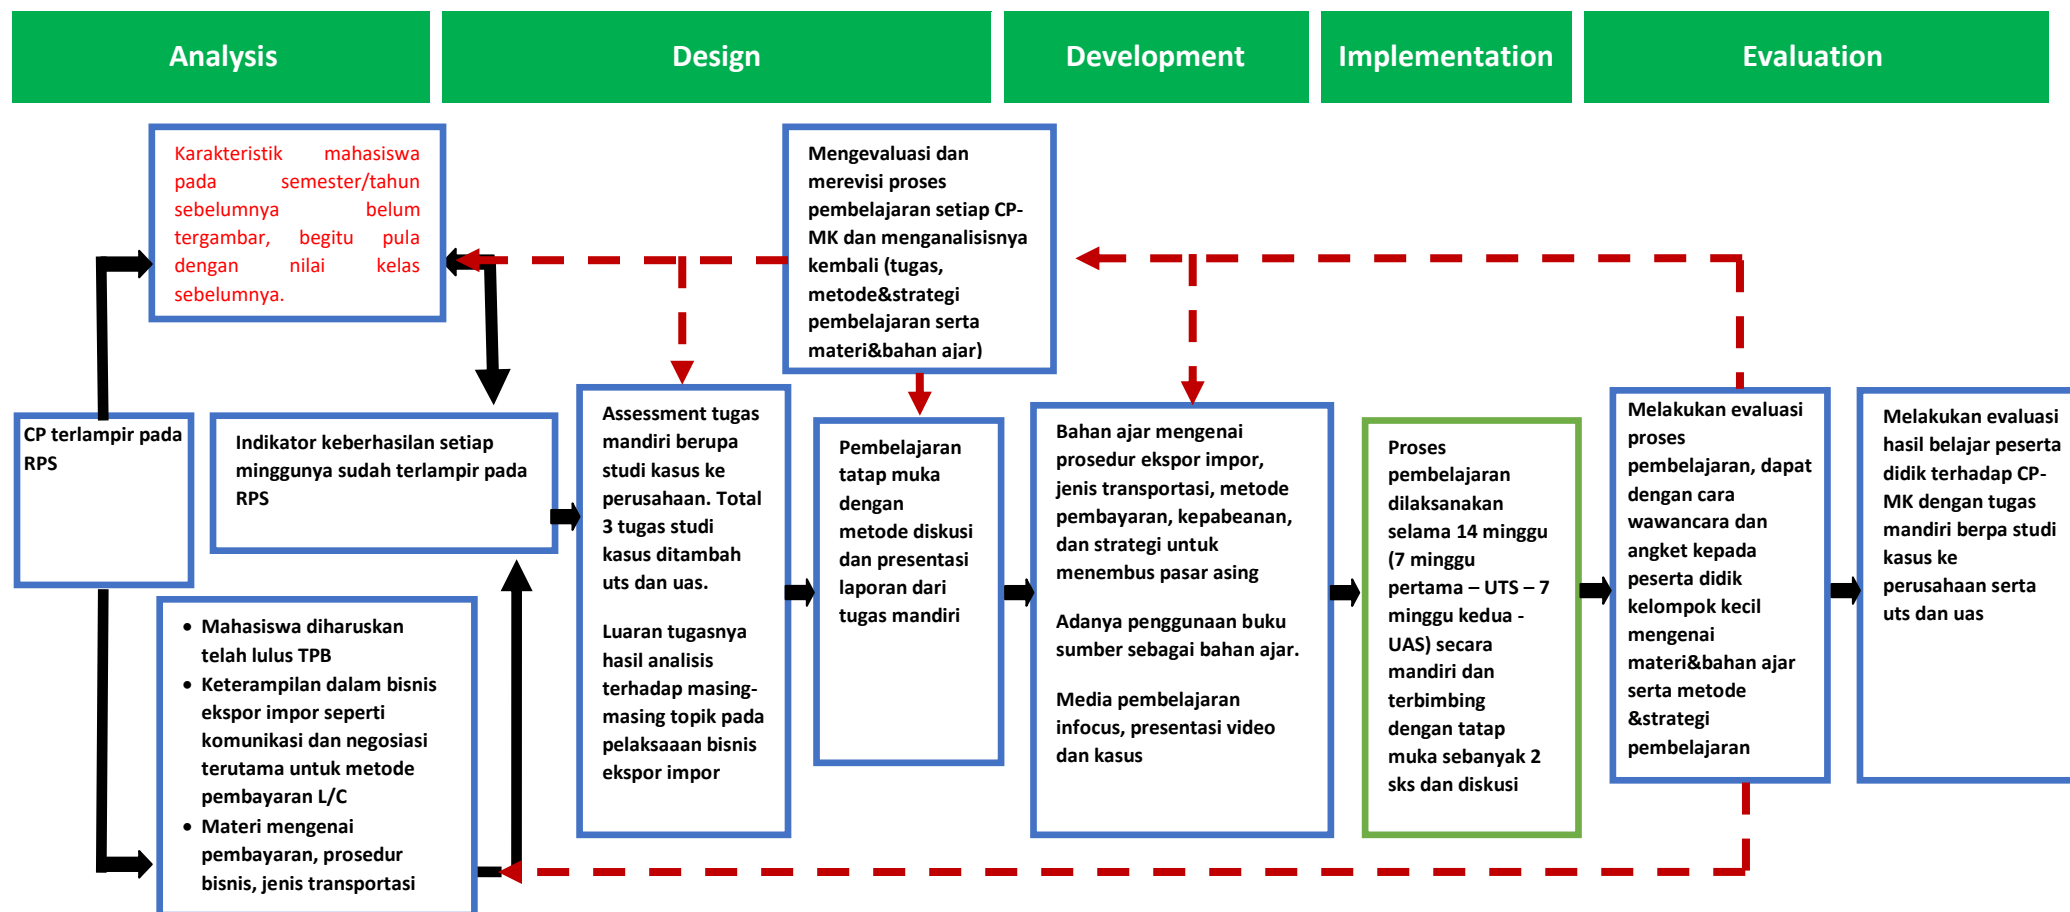 Analysis
Design
Development
Implementation
Evaluation
Karakteristik mahasiswa
pada semester/tahun
sebelumnya belum
tergambar, begitu pula
dengan nilai kelas
sebelumnya.
Mengevaluasi dan
merevisi proses
pembelajaran setiap CP-
MK dan menganalisisnya
kembali (tugas,
metode&strategi
pembelajaran serta
materi&bahan ajar)
CP terlampir pada
RPS
Indikator keberhasilan setiap
minggunya sudah terlampir pada
RPS
• Mahasiswa diharuskan
telah lulus TPB
• Keterampilan dalam bisnis
ekspor impor seperti
komunikasi dan negosiasi
terutama untuk metode
pembayaran L/C
• Materi mengenai
pembayaran, prosedur
bisnis, jenis transportasi
Assessment tugas
mandiri berupa
studi kasus ke
perusahaan. Total
3 tugas studi
kasus ditambah
uts dan uas.
Luaran tugasnya
hasil analisis
terhadap masing-
masing topik pada
pelaksaaan bisnis
ekspor impor
Pembelajaran
tatap muka
dengan
metode diskusi
dan presentasi
laporan dari
tugas mandiri
Bahan ajar mengenai
prosedur ekspor impor,
jenis transportasi, metode
pembayaran, kepabeanan,
dan strategi untuk
menembus pasar asing
Adanya penggunaan buku
sumber sebagai bahan ajar.
Media pembelajaran
infocus, presentasi video
dan kasus
Proses
pembelajaran
dilaksanakan
selama 14 minggu
(7 minggu
pertama – UTS – 7
minggu kedua -
UAS) secara
mandiri dan
terbimbing
dengan tatap
muka sebanyak 2
sks dan diskusi
Melakukan evaluasi
proses
pembelajaran, dapat
dengan cara
wawancara dan
angket kepada
peserta didik
kelompok kecil
mengenai
materi&bahan ajar
serta metode
&strategi
pembelajaran
Melakukan evaluasi
hasil belajar peserta
didik terhadap CP-
MK dengan tugas
mandiri berpa studi
kasus ke
perusahaan serta
uts dan uas